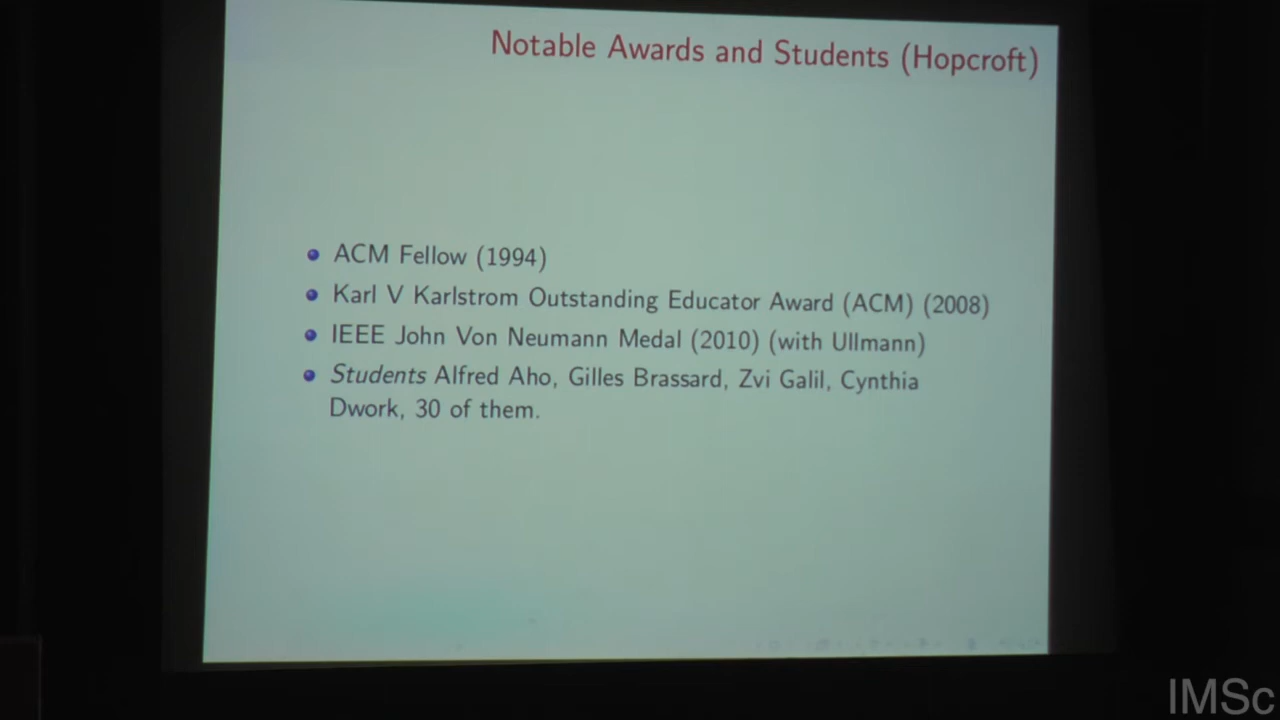 Notable Awards and Students (Hopcroft)
ACM Fellow (1994)
Karl V Karlstrom Outstanding Educator Award (ACM) (2008)
IEEE John Von Neumann Medal (2010) (with Ullmann)
Students Alfred Aho, Gilles Brassard, Zvi Galil, Cynthia
Dwork, 30 of them.
IMSc